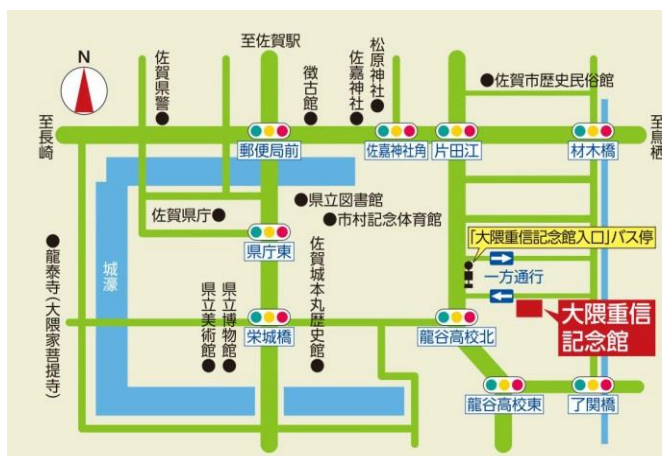 N
至佐賀駅
佐賀県警
徴古館
佐嘉神社
松原神社
佐賀市歴史民俗館
至長崎
郵便局前
佐嘉神社角
片田江
材木橋
至鳥栖
県立図書館
佐賀県庁
市村記念体育館
県庁東
「大隈重信記念館入口」バス停
一方通行
龍泰寺(大隈家菩提寺)
城濠
県立美術館
県立博物館
佐賀城本丸歴史館
栄城橋
龍谷高校北
大隈重信
記念館
龍谷高校東
了関橋